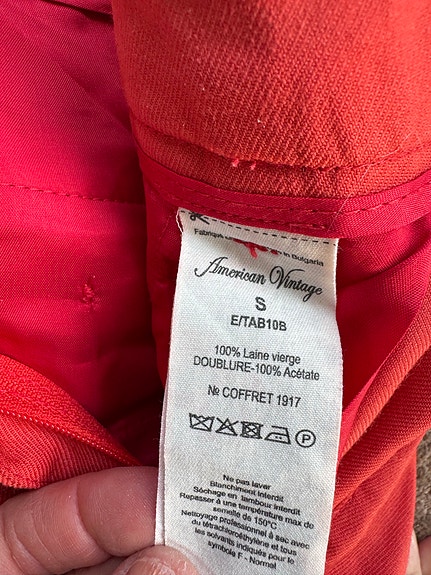 Fabriqué in Bulgaria
American Vintage
S
E/TAB10B
100% Laine vierge
DOUBLURE-100% Acétate
№ COFFRET 1917
P
Ne pas laver
Blanchiment interdit
Séchage en tambour interdit
Repasser à une température max de
semelle de 150°C
Nettoyage professionnel à sec avec
du tétrachloroéthylène et tous
les solvants indiqués pour le
symbole F - Normal